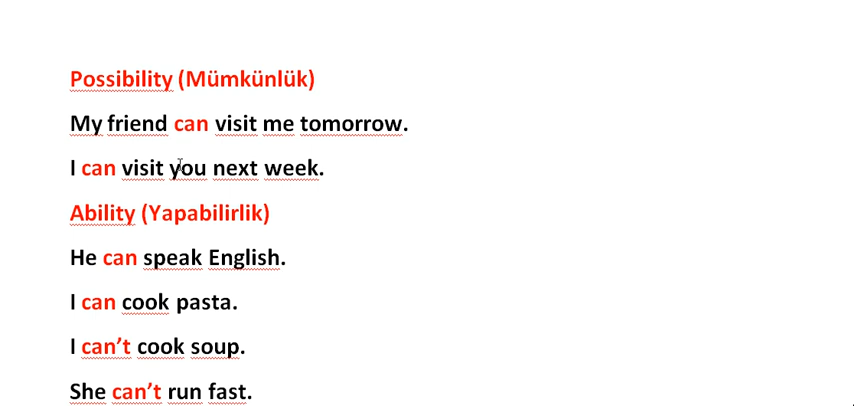 Possibility (Mümkünlük)
My friend can visit me tomorrow.
I can visit you next week.
Ability (Yapabilirlik)
He can speak English.
I can cook pasta.
I can’t cook soup.
She can’t run fast.